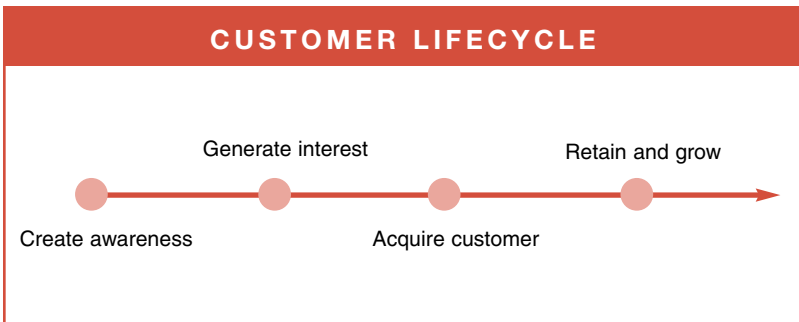 CUSTOMER LIFECYCLE
Create awareness
Generate interest
Acquire customer
Retain and grow